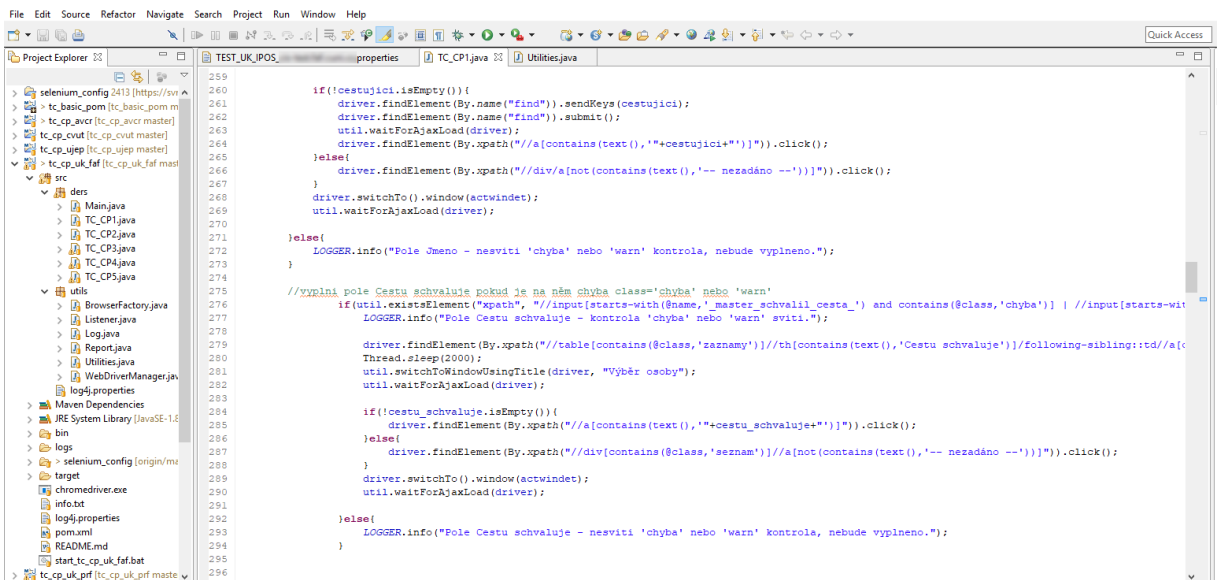 File Edit Source Refactor Navigate Search Project Run Window Help
Quick Access
Project Explorer
TEST_UK_IPOS_ properties
TC_CP1.java
Utilities.java
selenium_config 2413 [https://svr
> tc_basic_pom [tc_basic_pom m
> tc_cp_avcr [tc_cp_avcr master]
tc_cp_cvut [tc_cp_cvut master]
tc_cp_ujep [tc_cp_ujep master]
> tc_cp_uk_faf [tc_cp_uk_faf mast
src
ders
Main.java
TC_CP1.java
TC_CP2.java
TC_CP3.java
TC_CP4.java
TC_CP5.java
utils
BrowserFactory.java
Listener.java
Log.java
Report.java
Utilities.java
WebDriverManager.jav
log4j.properties
Maven Dependencies
JRE System Library [JavaSE-1.8
bin
logs
> selenium_config [origin/ma
target
chromedriver.exe
info.txt
log4j.properties
pom.xml
README.md
start_tc_cp_uk_faf.bat
tc_cp_uk_prf [tc_cp_uk_prf maste
259
260 if(!cestujici.isEmpty()){
261 driver.findElement(By.name("find")).sendKeys(cestujici);
262 driver.findElement(By.name("find")).submit();
263 util.waitForAjaxLoad(driver);
264 driver.findElement(By.xpath("//a[contains(text(),'"+cestujici+"')]")).click();
265 }else{
266 driver.findElement(By.xpath("//div/a[not(contains(text(),'-- nezadáno --'))]")).click();
267 }
268 driver.switchTo().window(actwindet);
269 util.waitForAjaxLoad(driver);
270
271 }else{
272 LOGGER.info("Pole Jmeno - nesviti 'chyba' nebo 'warn' kontrola, nebude vyplneno.");
273 }
274
275 //vyplni pole Cestu schvaluje pokud je na něm chyba class='chyba' nebo 'warn'
276 if(util.existsElement("xpath", "//input[starts-with(@name,'_master_schvalil_cesta_') and contains(@class,'chyba')] | //input[starts-wit
277 LOGGER.info("Pole Cestu schvaluje - kontrola 'chyba' nebo 'warn' sviti.");
278
279 driver.findElement(By.xpath("//table[contains(@class,'zaznamy')]//th[contains(text(),'Cestu schvaluje')]/following-sibling::td//a[c
280 Thread.sleep(2000);
281 util.switchToWindowUsingTitle(driver, "Výběr osoby");
282 util.waitForAjaxLoad(driver);
283
284 if(!cestu_schvaluje.isEmpty()){
285 driver.findElement(By.xpath("//a[contains(text(),'"+cestu_schvaluje+"')]")).click();
286 }else{
287 driver.findElement(By.xpath("//div[contains(@class,'seznam')]//a[not(contains(text(),'-- nezadáno --'))]")).click();
288 }
289 driver.switchTo().window(actwindet);
290 util.waitForAjaxLoad(driver);
291
292 }else{
293 LOGGER.info("Pole Cestu schvaluje - nesviti 'chyba' nebo 'warn' kontrola, nebude vyplneno.");
294 }
295
296